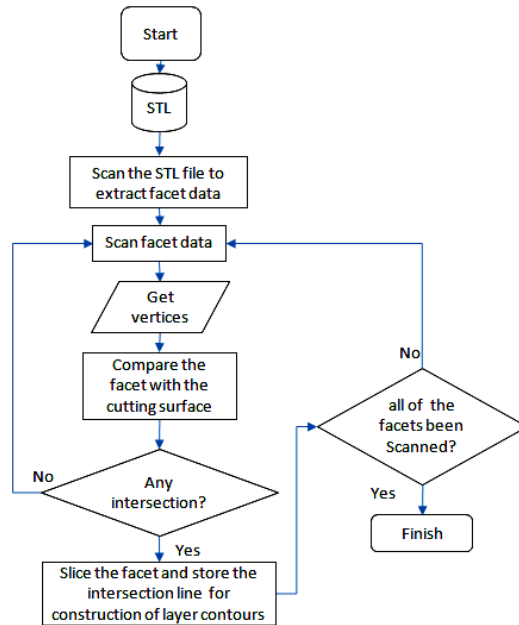 Start
STL
Scan the STL file to
extract facet data
Scan facet data
Get
vertices
Compare the
facet with the
cutting surface
No
Any
intersection?
Yes
Slice the facet and store the
intersection line for
construction of layer contours
No
all of the
facets been
Scanned?
Yes
Finish